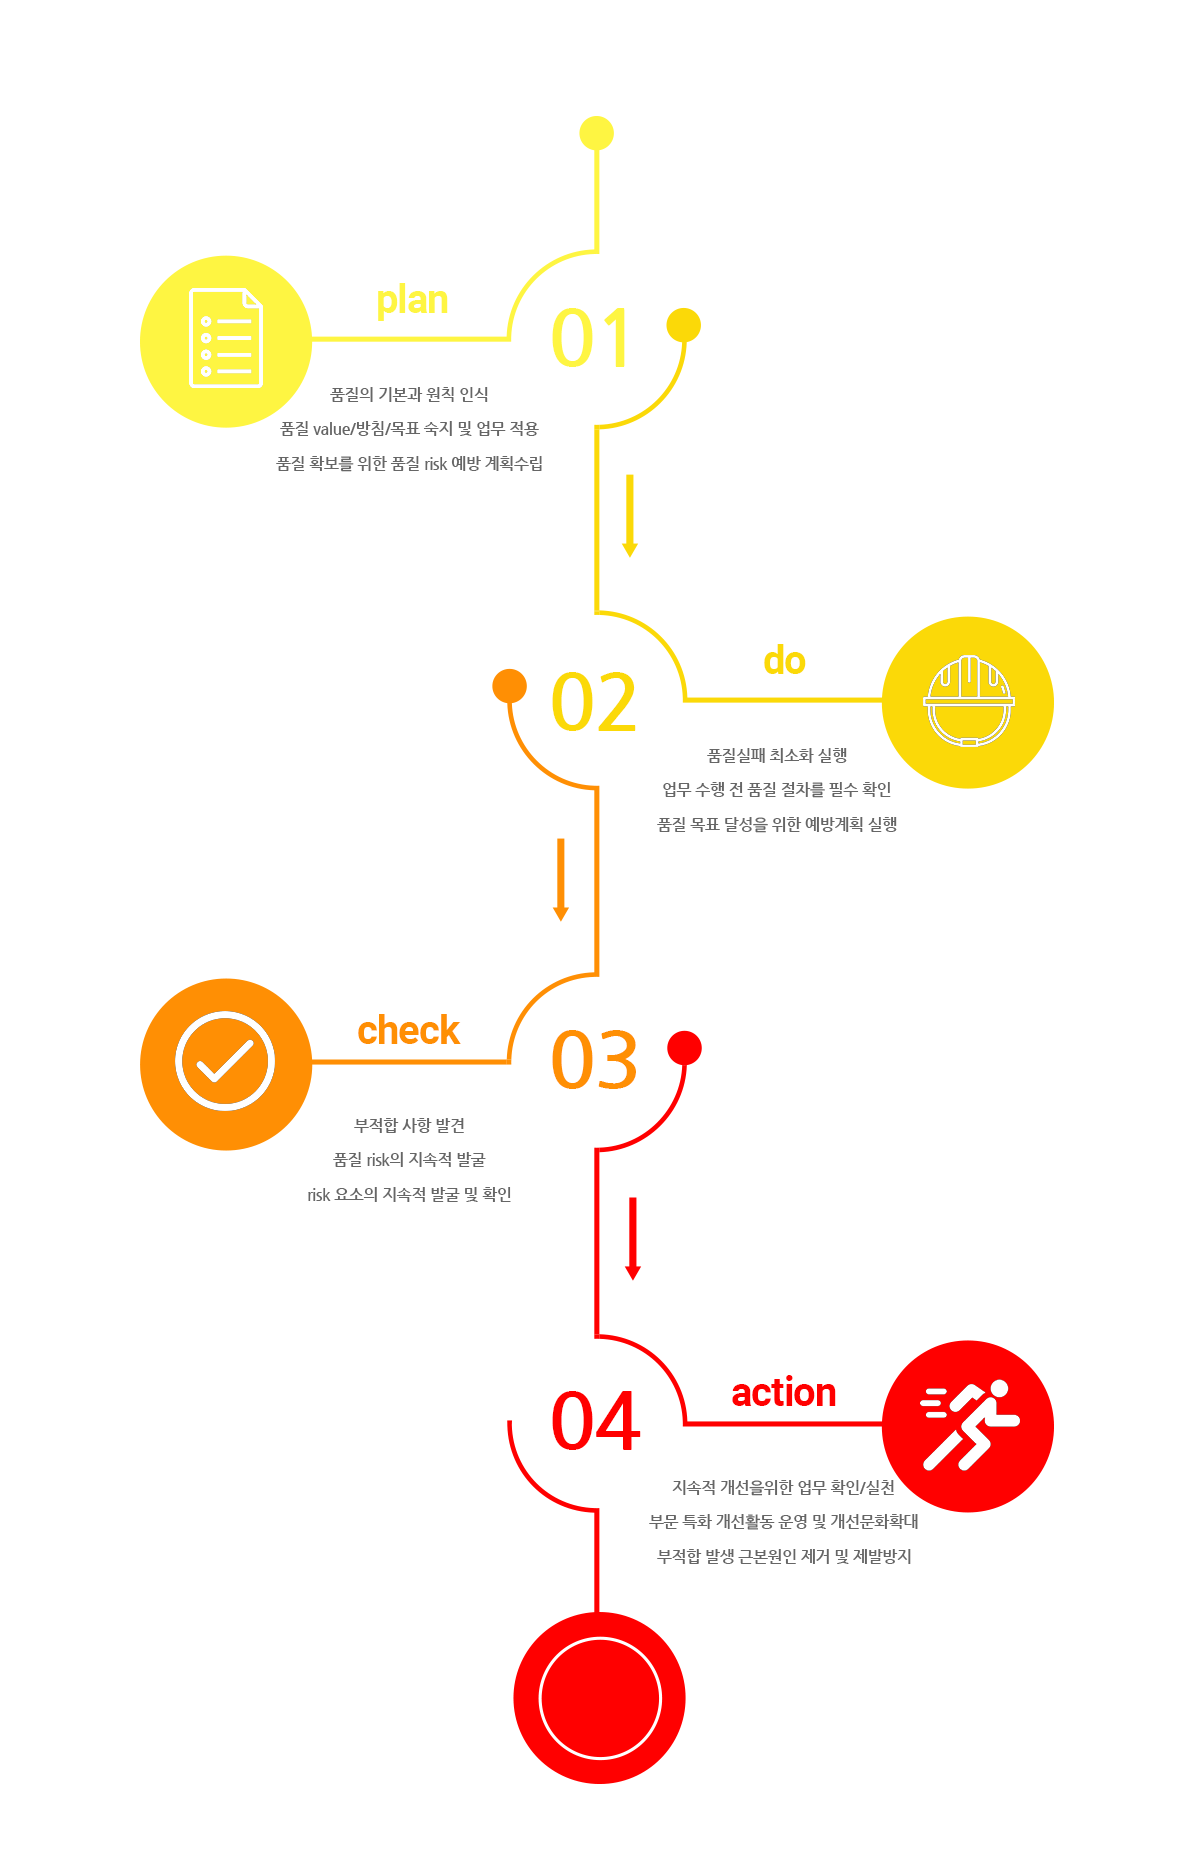 plan
01
품질의 기본과 원칙 인식
품질 value/방침/목표 숙지 및 업무 적용
품질 확보를 위한 품질 risk 예방 계획수립
do
02
품질실패 최소화 실행
업무 수행 전 품질 절차를 필수 확인
품질 목표 달성을 위한 예방계획 실행
check
03
부적합 사항 발견
품질 risk의 지속적 발굴
risk 요소의 지속적 발굴 및 확인
action
04
지속적 개선을위한 업무 확인/실천
부문 특화 개선활동 운영 및 개선문화확대
부적합 발생 근본원인 제거 및 제발방지